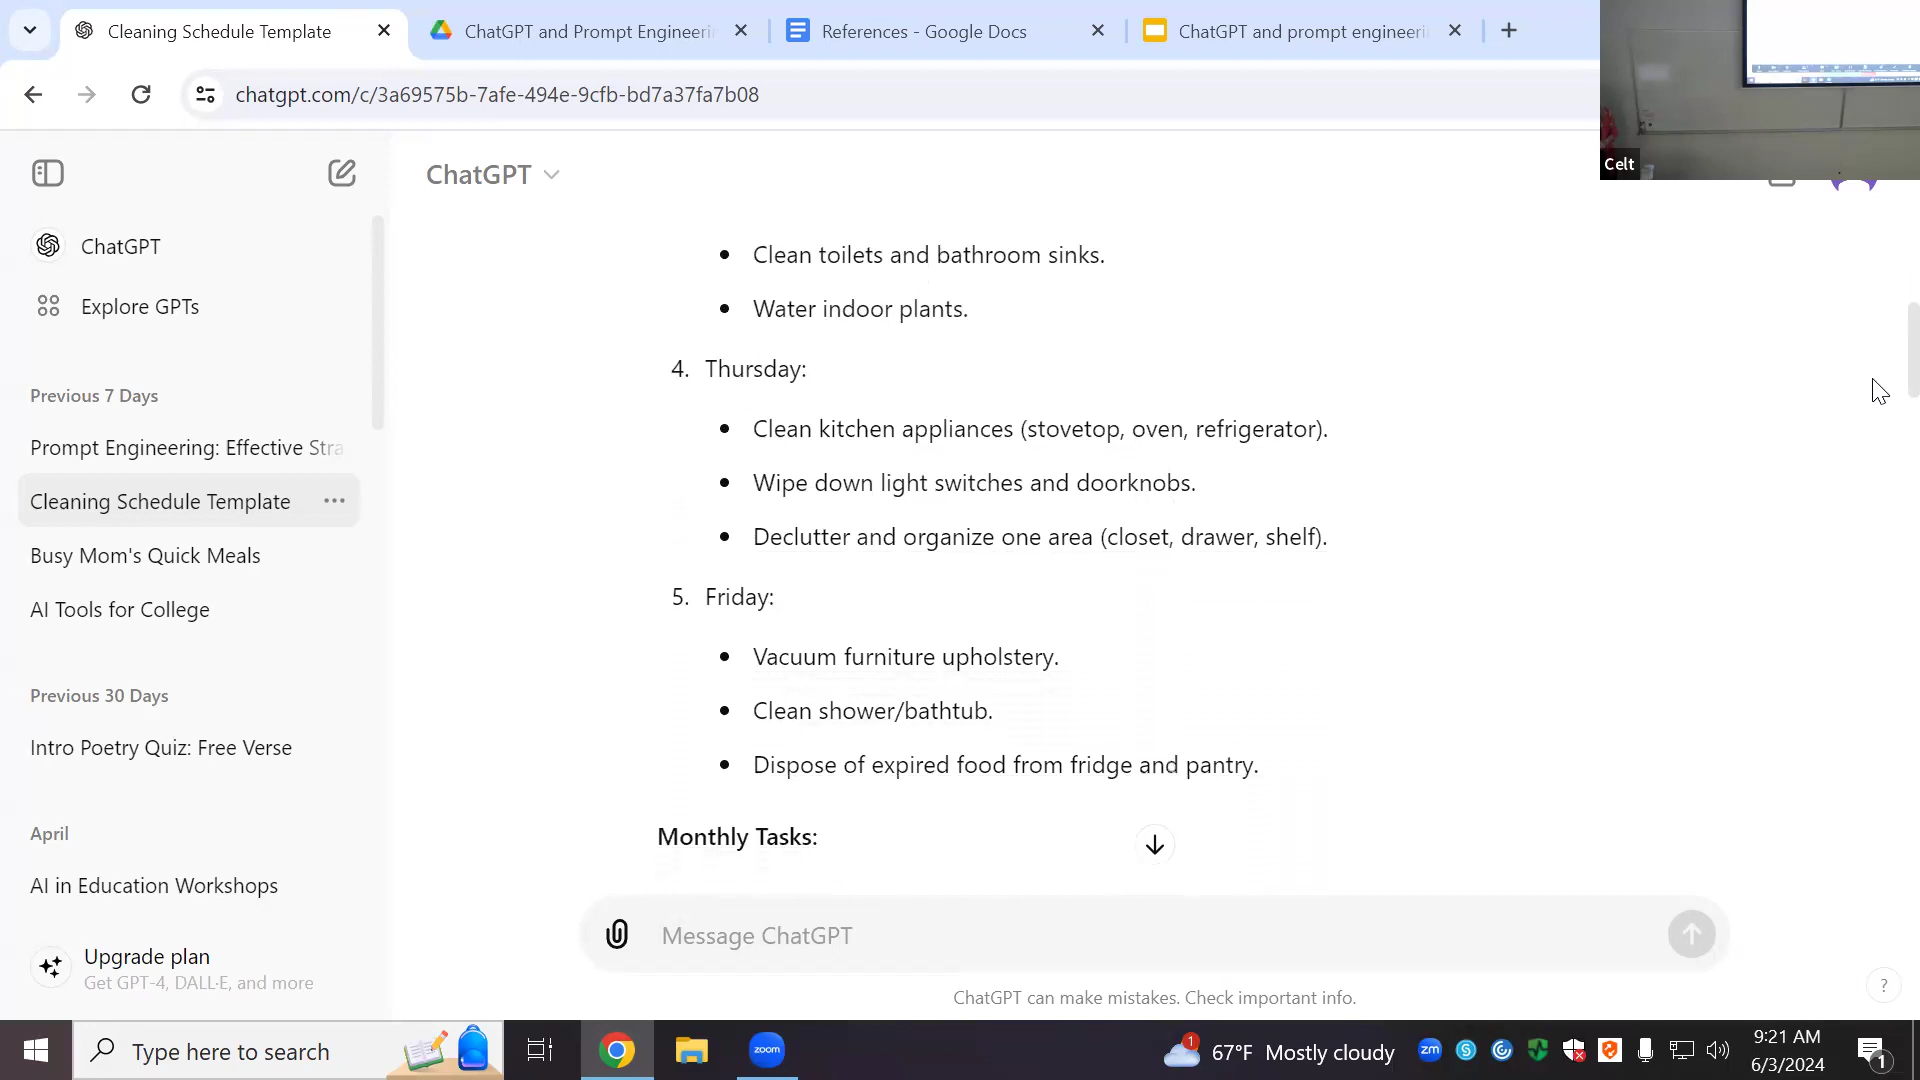 Cleaning Schedule Template
ChatGPT and Prompt Engineerin
References - Google Docs
ChatGPT and prompt engineeri
chatgpt.com/c/3a69575b-7afe-494e-9cfb-bd7a37fa7b08
Celt
ChatGPT
ChatGPT
Explore GPTs
Previous 7 Days
Prompt Engineering: Effective Stra
Cleaning Schedule Template
Busy Mom's Quick Meals
AI Tools for College
Previous 30 Days
Intro Poetry Quiz: Free Verse
April
AI in Education Workshops
Upgrade plan
Get GPT-4, DALL·E, and more
• Clean toilets and bathroom sinks.
• Water indoor plants.
4. Thursday:
• Clean kitchen appliances (stovetop, oven, refrigerator).
• Wipe down light switches and doorknobs.
• Declutter and organize one area (closet, drawer, shelf).
5. Friday:
• Vacuum furniture upholstery.
• Clean shower/bathtub.
• Dispose of expired food from fridge and pantry.
Monthly Tasks:
Message ChatGPT
ChatGPT can make mistakes. Check important info.
?
Type here to search
zoom
1
67°F Mostly cloudy
zm
9:21 AM
6/3/2024
1